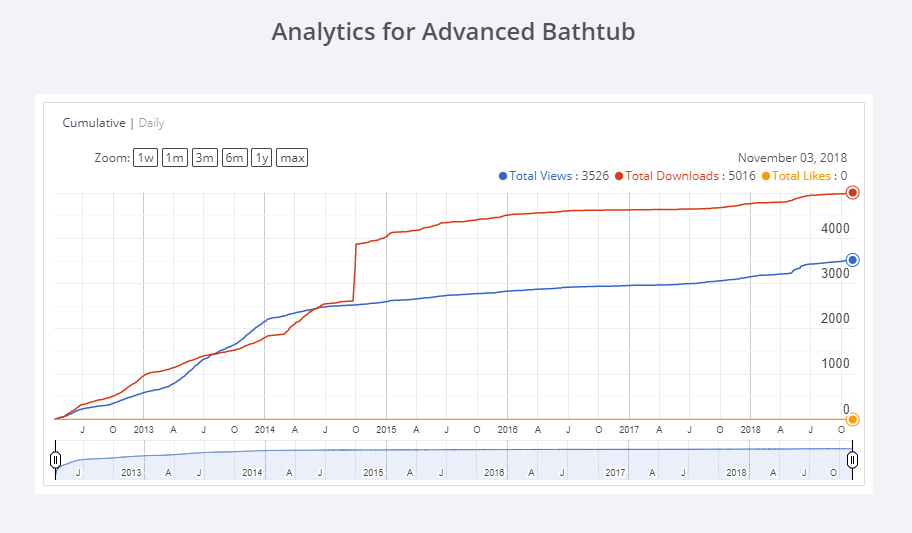 Analytics for Advanced Bathtub
Cumulative | Daily
Zoom: 1w 1m 3m 6m 1y max
November 03, 2018
Total Views : 3526 Total Downloads : 5016 Total Likes : 0
4000
3000
2000
1000
0
J O 2013 A J O 2014 A J O 2015 A J O 2016 A J O 2017 A J O 2018 A J O
J O 2013 A J O 2014 A J O 2015 A J O 2016 A J O 2017 A J O 2018 A J O